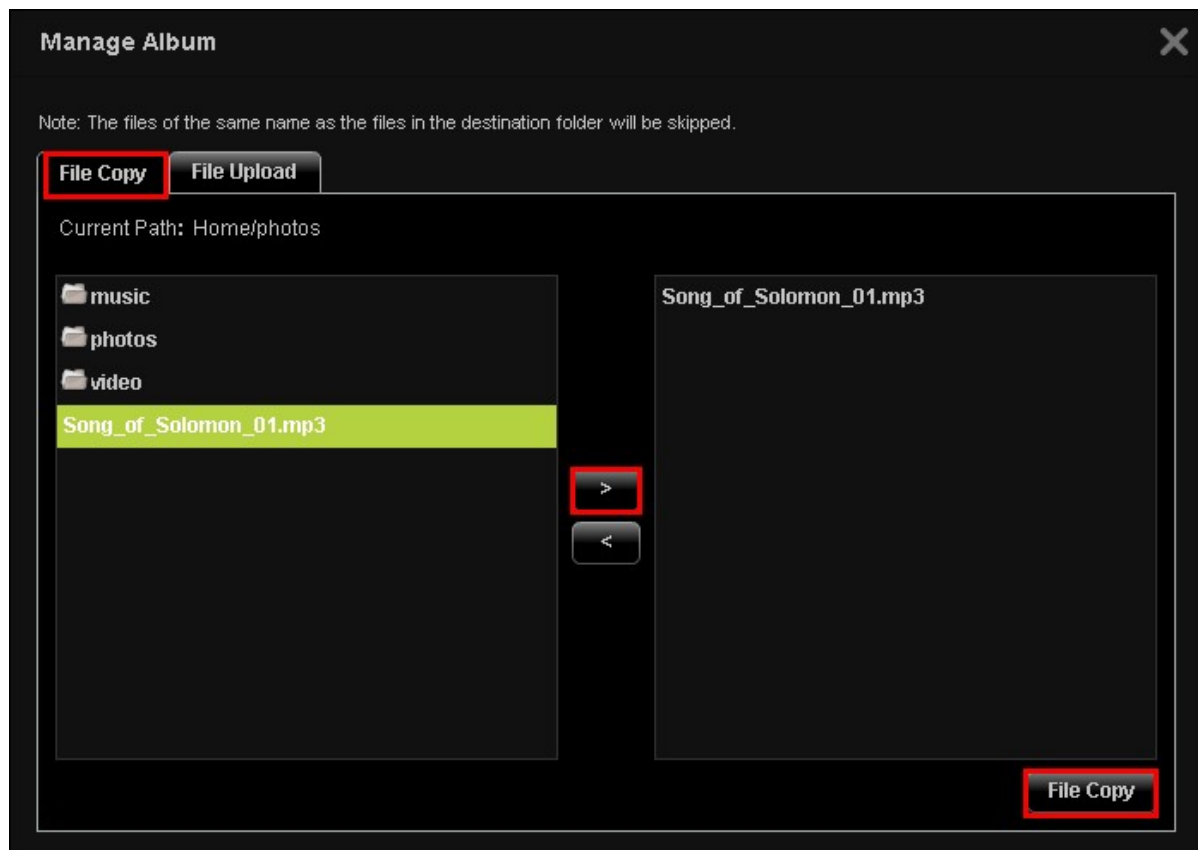 Manage Album
Note: The files of the same name as the files in the destination folder will be skipped.
File Copy File Upload
Current Path: Home/photos
music
photos
video
Song_of_Solomon_01.mp3
>
<
Song_of_Solomon_01.mp3
File Copy